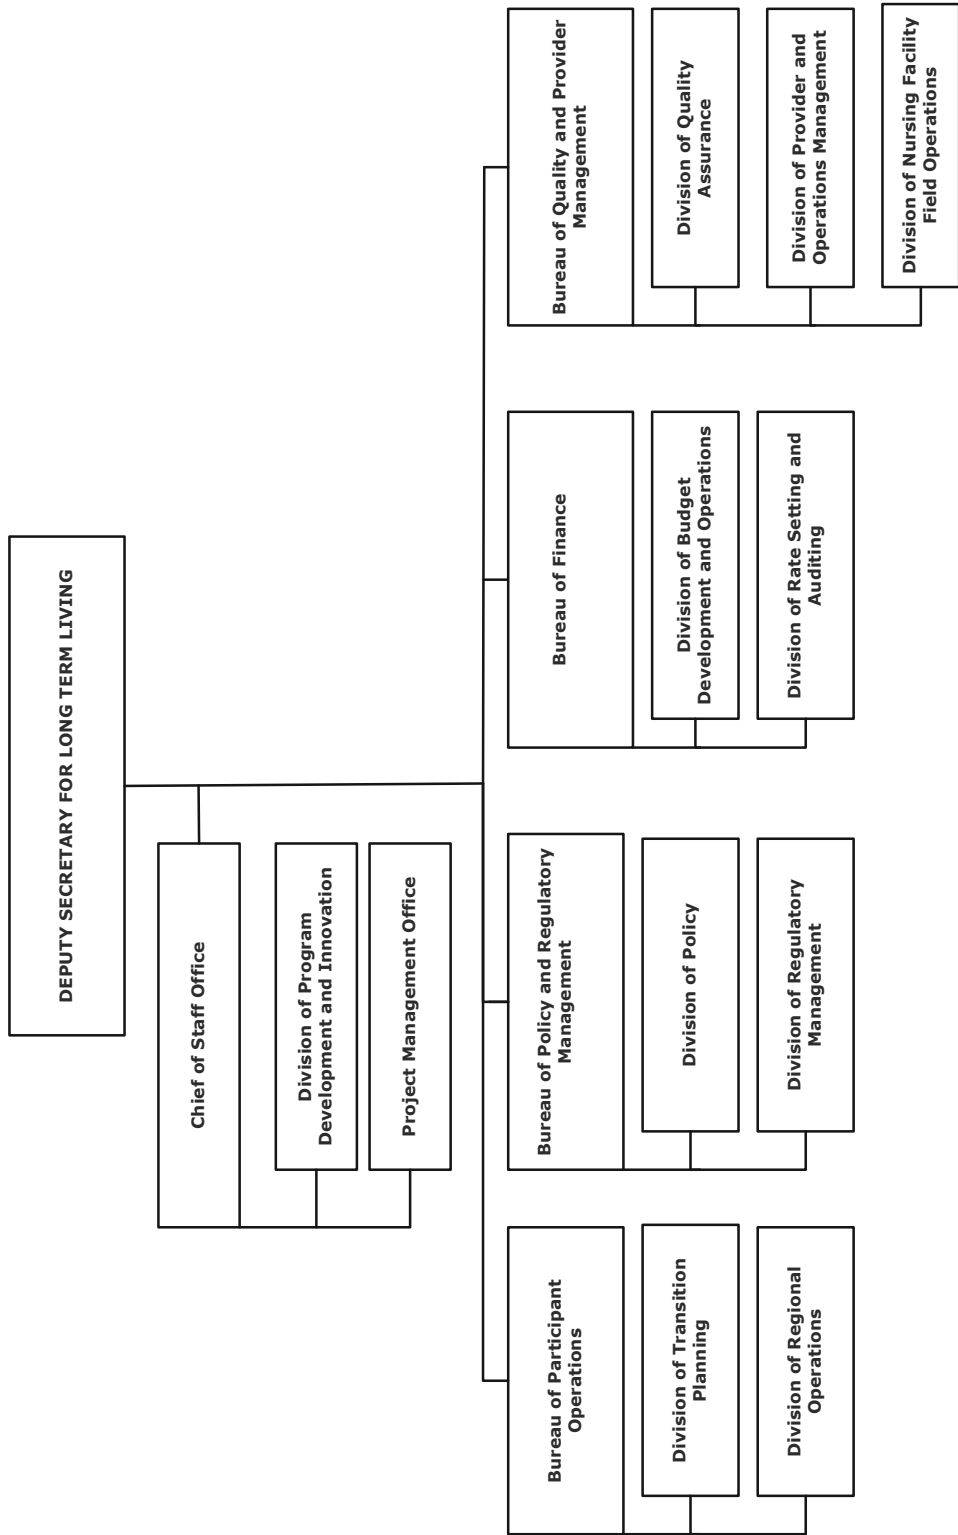 DEPUTY SECRETARY FOR LONG TERM LIVING
Chief of Staff Office
Division of Program
Development and Innovation
Project Management Office
Bureau of Participant
Operations
Division of Transition
Planning
Division of Regional
Operations
Bureau of Policy and Regulatory
Management
Division of Policy
Division of Regulatory
Management
Bureau of Finance
Division of Budget
Development and Operations
Division of Rate Setting and
Auditing
Bureau of Quality and Provider
Management
Division of Quality
Assurance
Division of Provider and
Operations Management
Division of Nursing Facility
Field Operations